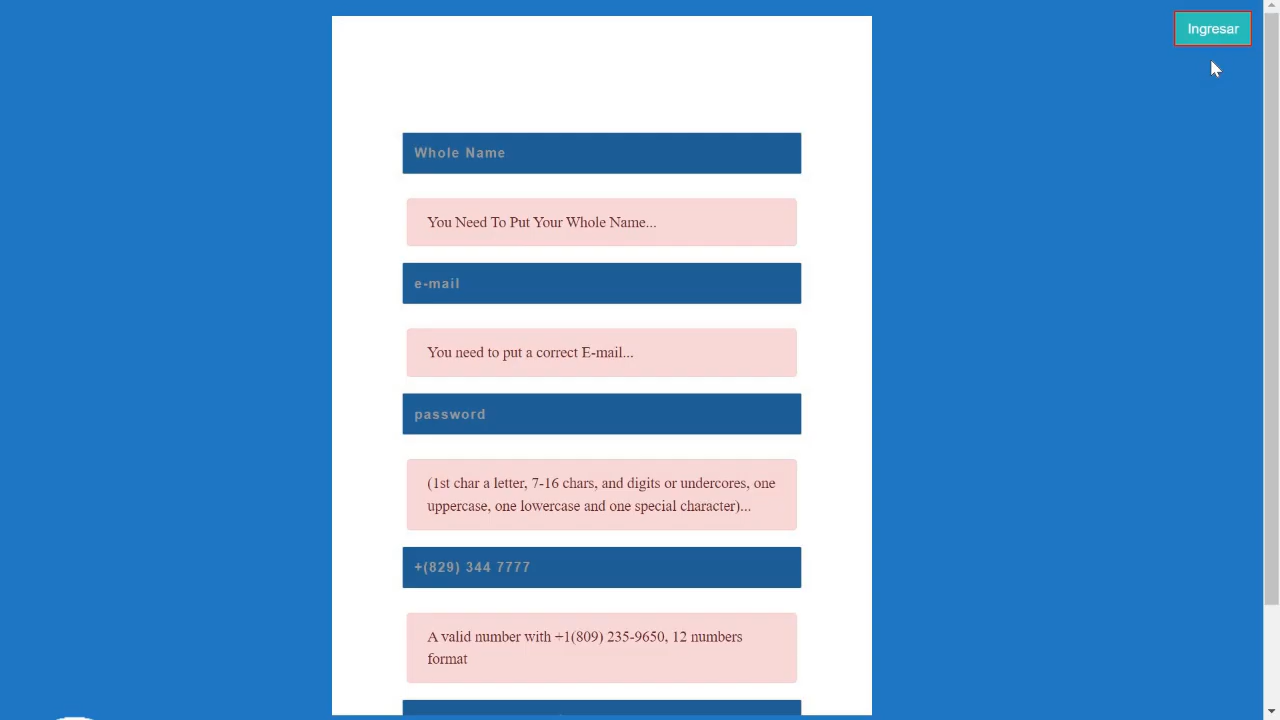 Ingresar
Whole Name
You Need To Put Your Whole Name...
e-mail
You need to put a correct E-mail...
password
(1st char a letter, 7-16 chars, and digits or undercores, one
uppercase, one lowercase and one special character)...
+(829) 344 7777
A valid number with +1(809) 235-9650, 12 numbers
format